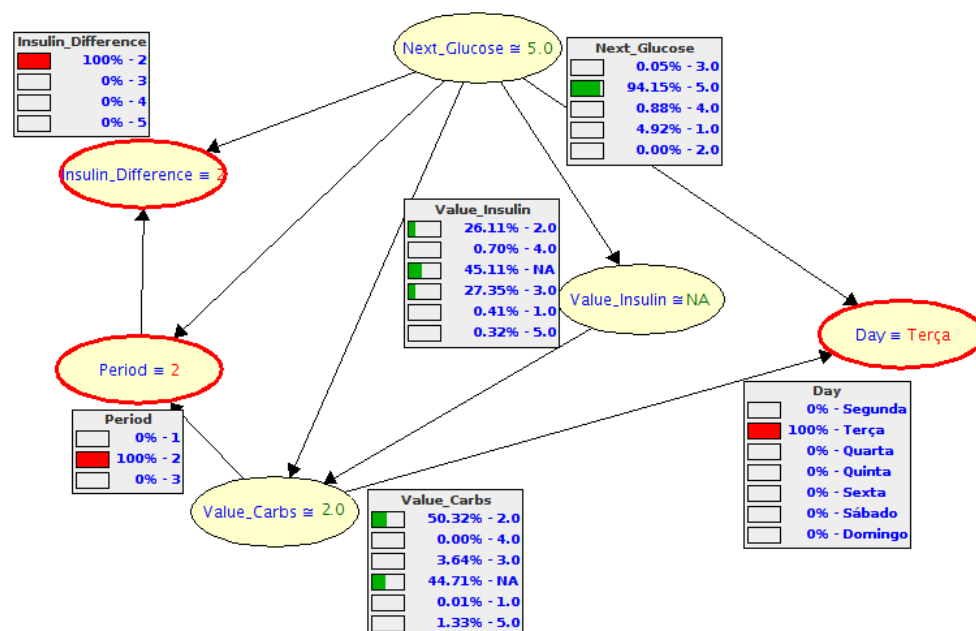 Insulin_Difference
100% - 2
0% - 3
0% - 4
0% - 5
Next_Glucose ≅ 5.0
Next_Glucose
0.05% - 3.0
94.15% - 5.0
0.88% - 4.0
4.92% - 1.0
0.00% - 2.0
Insulin_Difference ≡ 2
Value_Insulin
26.11% - 2.0
0.70% - 4.0
45.11% - NA
27.35% - 3.0
0.41% - 1.0
0.32% - 5.0
Value_Insulin ≅ NA
Day ≡ Terça
Period ≡ 2
Period
0% - 1
100% - 2
0% - 3
Day
0% - Segunda
100% - Terça
0% - Quarta
0% - Quinta
0% - Sexta
0% - Sábado
0% - Domingo
Value_Carbs ≅ 2.0
Value_Carbs
50.32% - 2.0
0.00% - 4.0
3.64% - 3.0
44.71% - NA
0.01% - 1.0
1.33% - 5.0